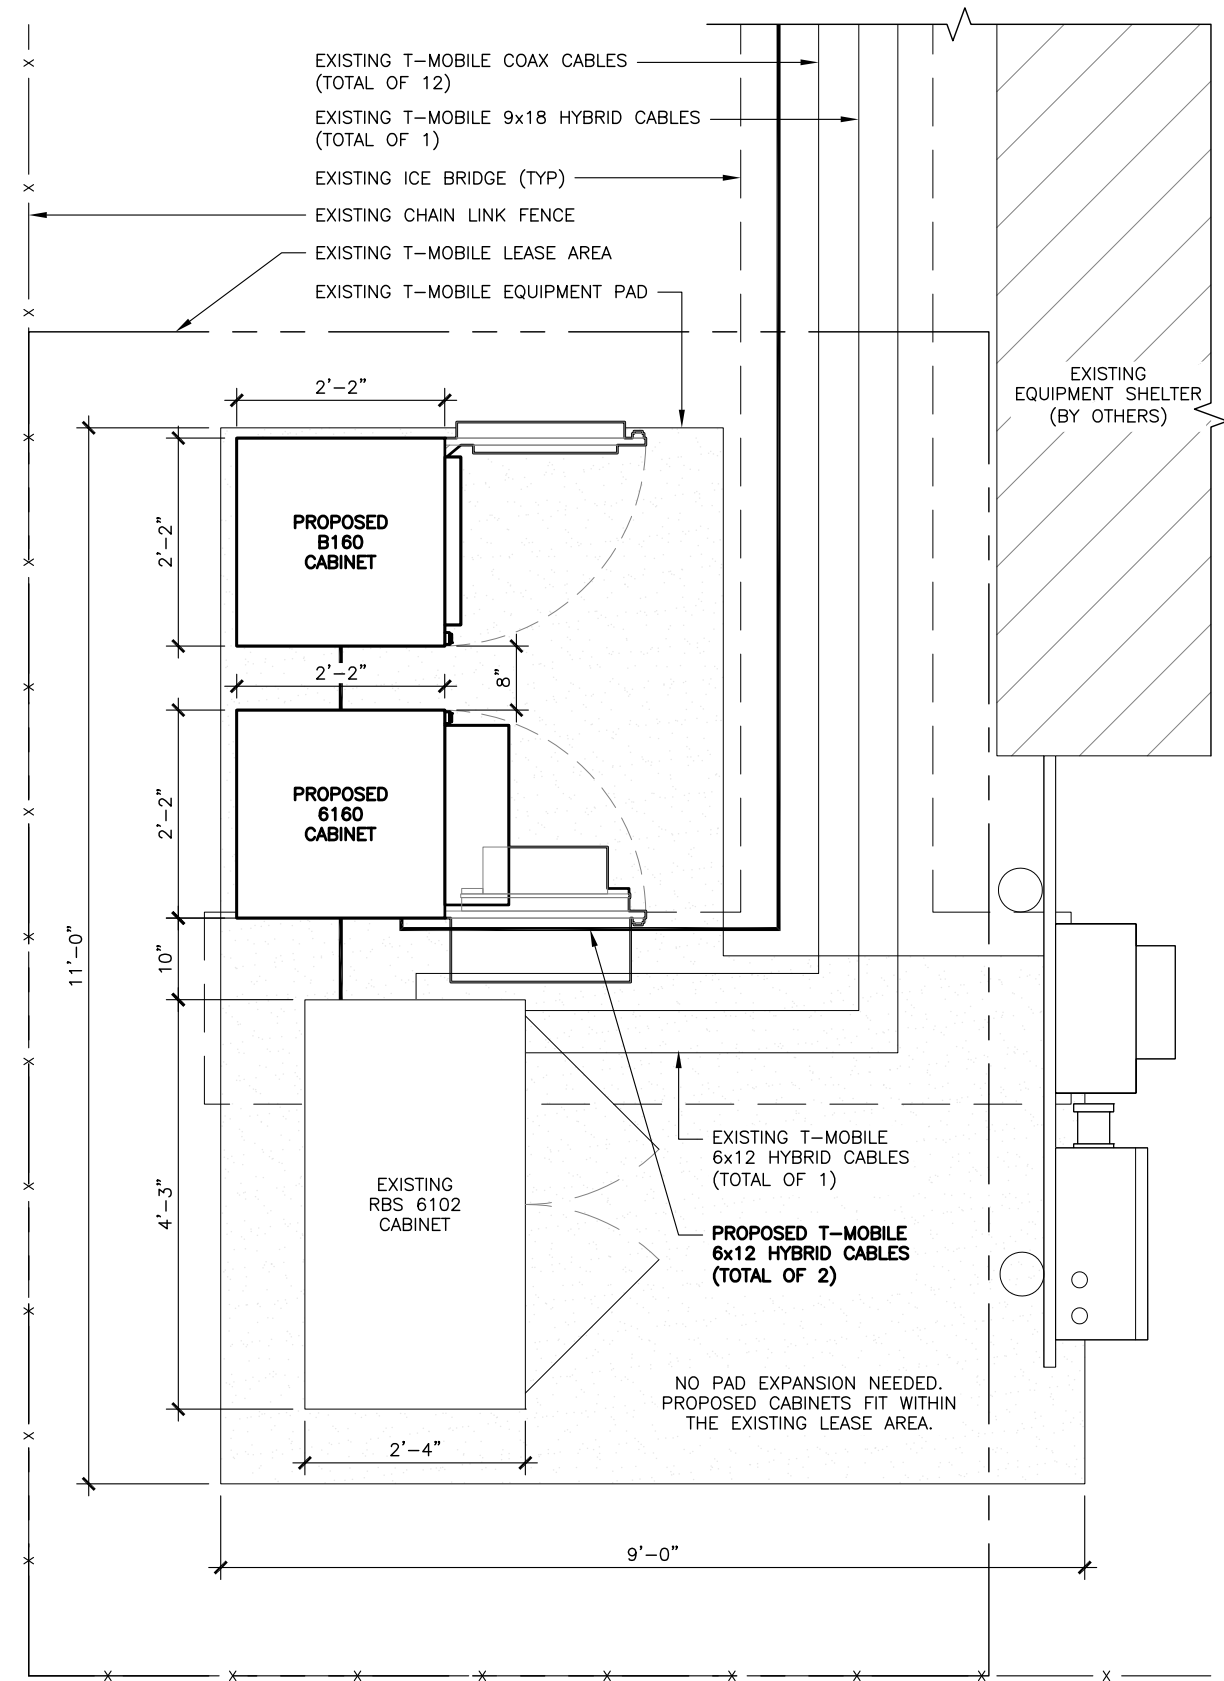 EXISTING T-MOBILE COAX CABLES
(TOTAL OF 12)
EXISTING T-MOBILE 9x18 HYBRID CABLES
(TOTAL OF 1)
EXISTING ICE BRIDGE (TYP)
EXISTING CHAIN LINK FENCE
EXISTING T-MOBILE LEASE AREA
EXISTING T-MOBILE EQUIPMENT PAD
EXISTING
EQUIPMENT SHELTER
(BY OTHERS)
2'-2"
2'-2"
PROPOSED
B160
CABINET
2'-2"
8"
2'-2"
PROPOSED
6160
CABINET
10"
11'-0"
4'-3"
EXISTING
RBS 6102
CABINET
EXISTING T-MOBILE
6x12 HYBRID CABLES
(TOTAL OF 1)
PROPOSED T-MOBILE
6x12 HYBRID CABLES
(TOTAL OF 2)
NO PAD EXPANSION NEEDED.
PROPOSED CABINETS FIT WITHIN
THE EXISTING LEASE AREA.
2'-4"
9'-0"